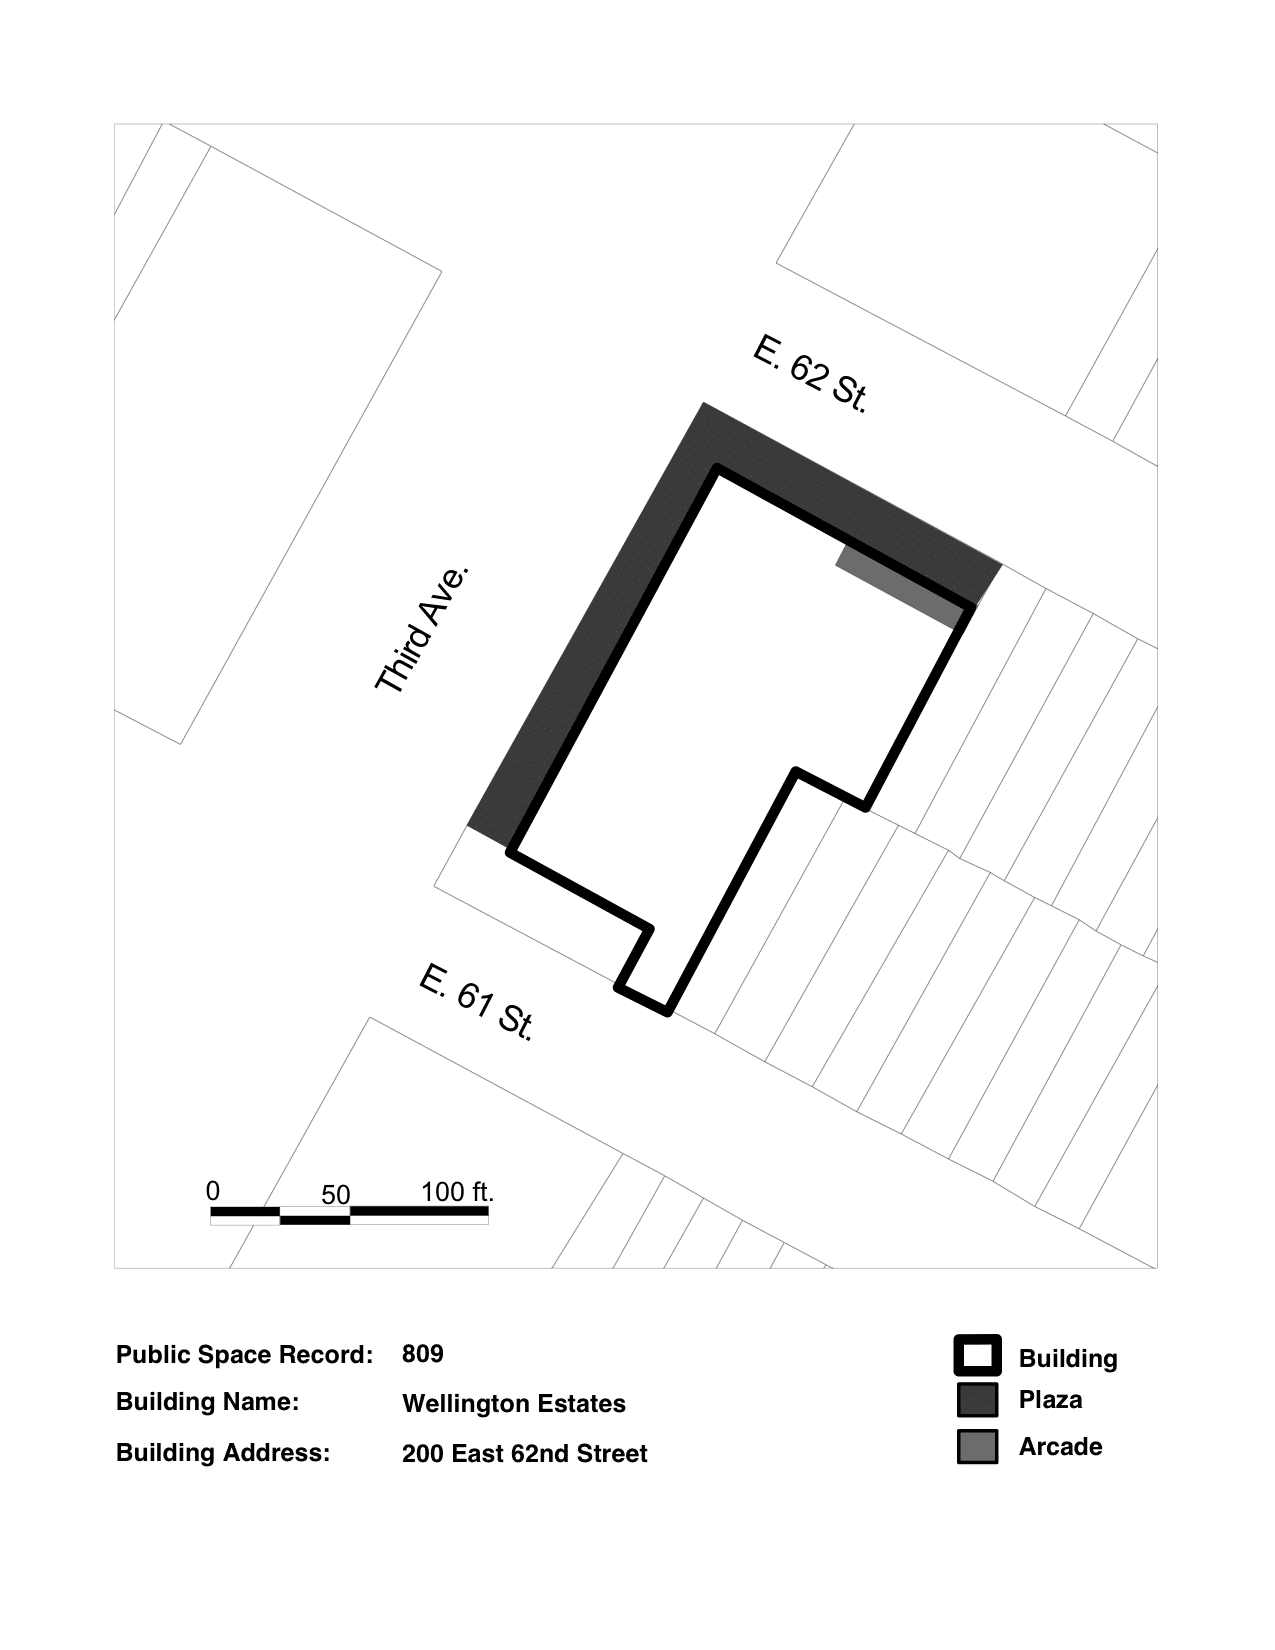 E. 62 St.
Third Ave.
E. 61 St.
0 50 100 ft.
Public Space Record: 809
Building Name: Wellington Estates
Building Address: 200 East 62nd Street
Building
Plaza
Arcade